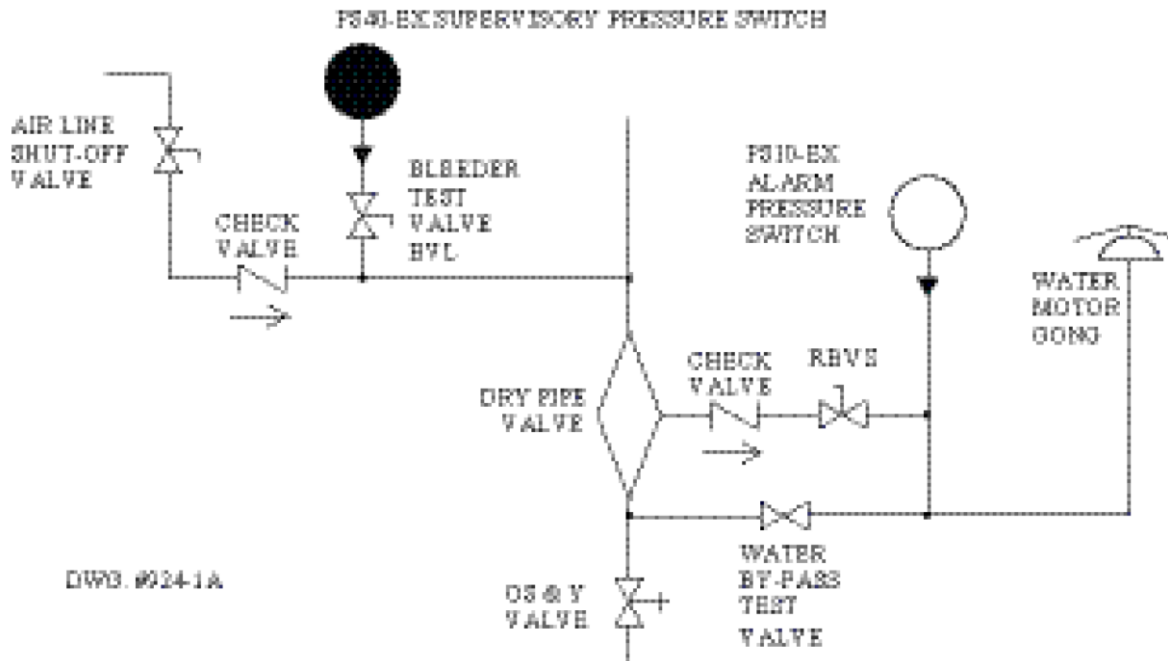 PS40-EX SUPERVISORY PRESSURE SWITCH
AIR LINE
SHUT-OFF
VALVE
BLEEDER
TEST
VALVE
BVL
CHECK
VALVE
PS10-EX
ALARM
PRESSURE
SWITCH
WATER
MOTOR
GONG
DRY PIPE
VALVE
CHECK
VALVE
RBVS
WATER
BY-PASS
TEST
VALVE
OS & Y
VALVE
DWG. #924-1A